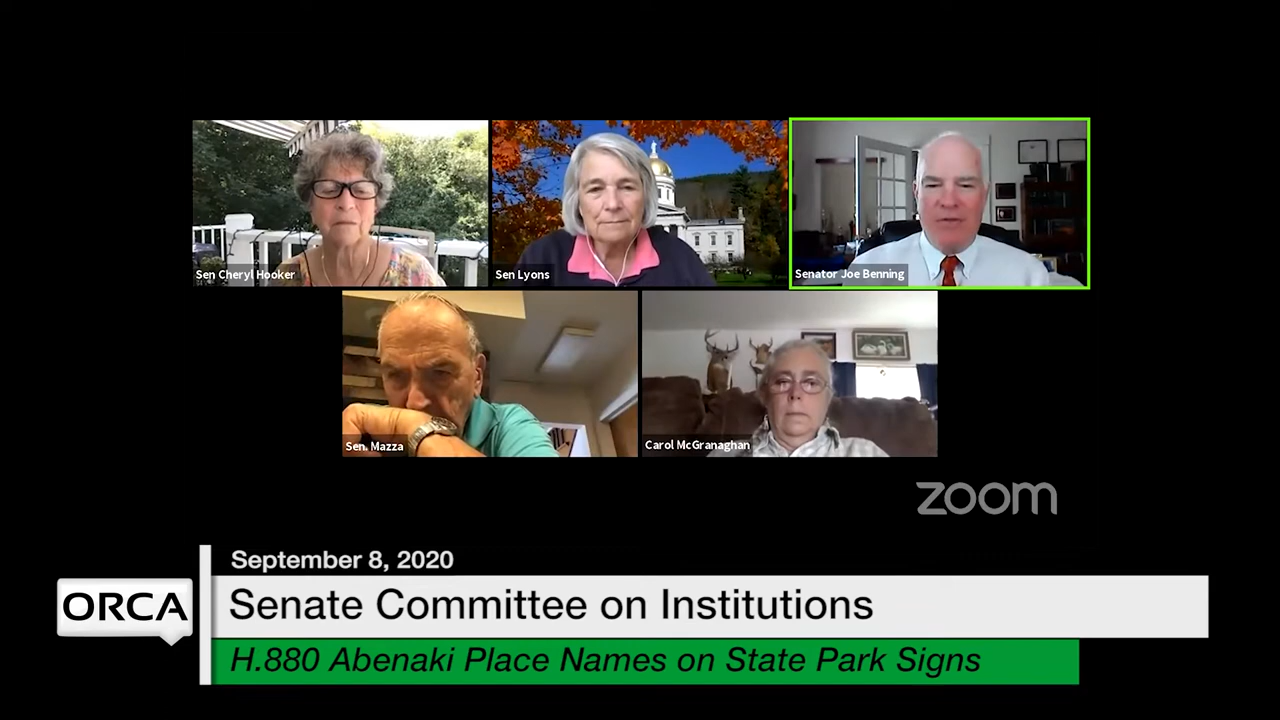 Sen Cheryl Hooker
Sen Lyons
Senator Joe Benning
Sen. Mazza
Carol McGranaghan
zoom
September 8, 2020
ORCA
Senate Committee on Institutions
H.880 Abenaki Place Names on State Park Signs